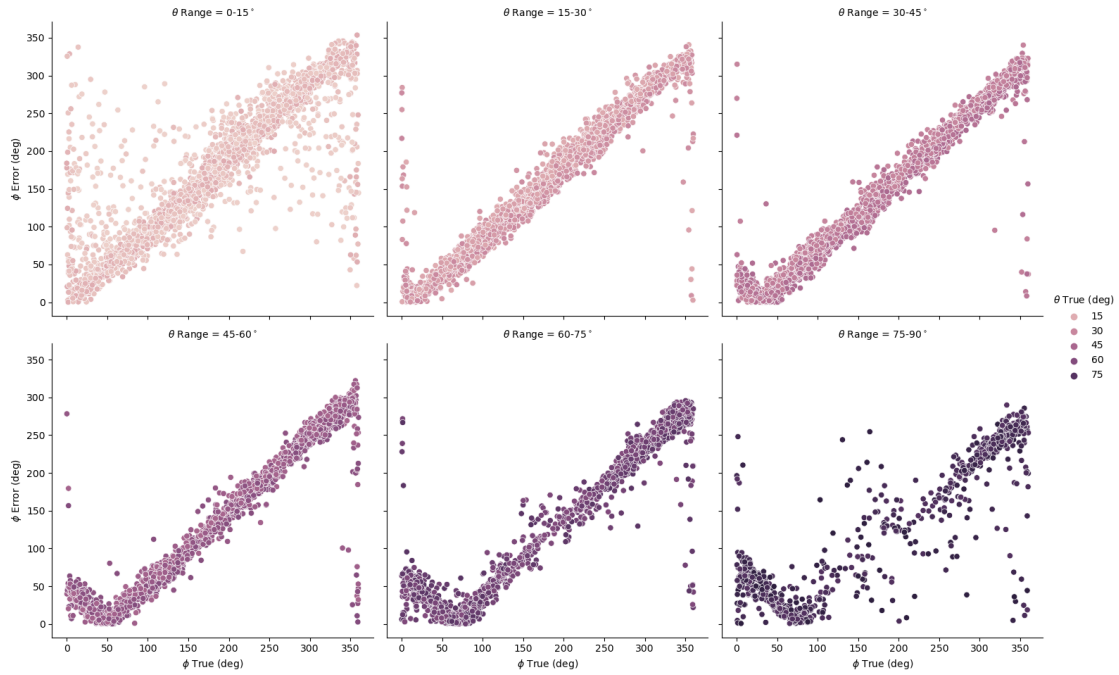 θ Range = 0-15°
θ Range = 15-30°
θ Range = 30-45°
350
300
250
200
150
100
50
0
ϕ Error (deg)
θ True (deg)
15
30
45
60
75
θ Range = 45-60°
θ Range = 60-75°
θ Range = 75-90°
350
300
250
200
150
100
50
0
ϕ Error (deg)
0 50 100 150 200 250 300 350
0 50 100 150 200 250 300 350
0 50 100 150 200 250 300 350
ϕ True (deg)
ϕ True (deg)
ϕ True (deg)